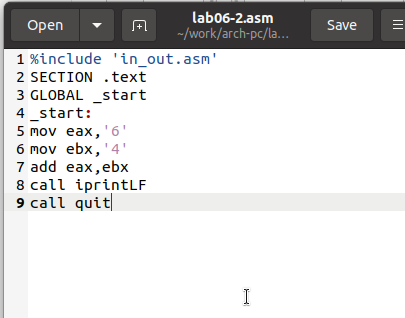 Open
lab06-2.asm
~/work/arch-pc/la...
Save
1 %include 'in_out.asm'
2 SECTION .text
3 GLOBAL _start
4 _start:
5 mov eax,'6'
6 mov ebx,'4'
7 add eax,ebx
8 call iprintLF
9 call quit